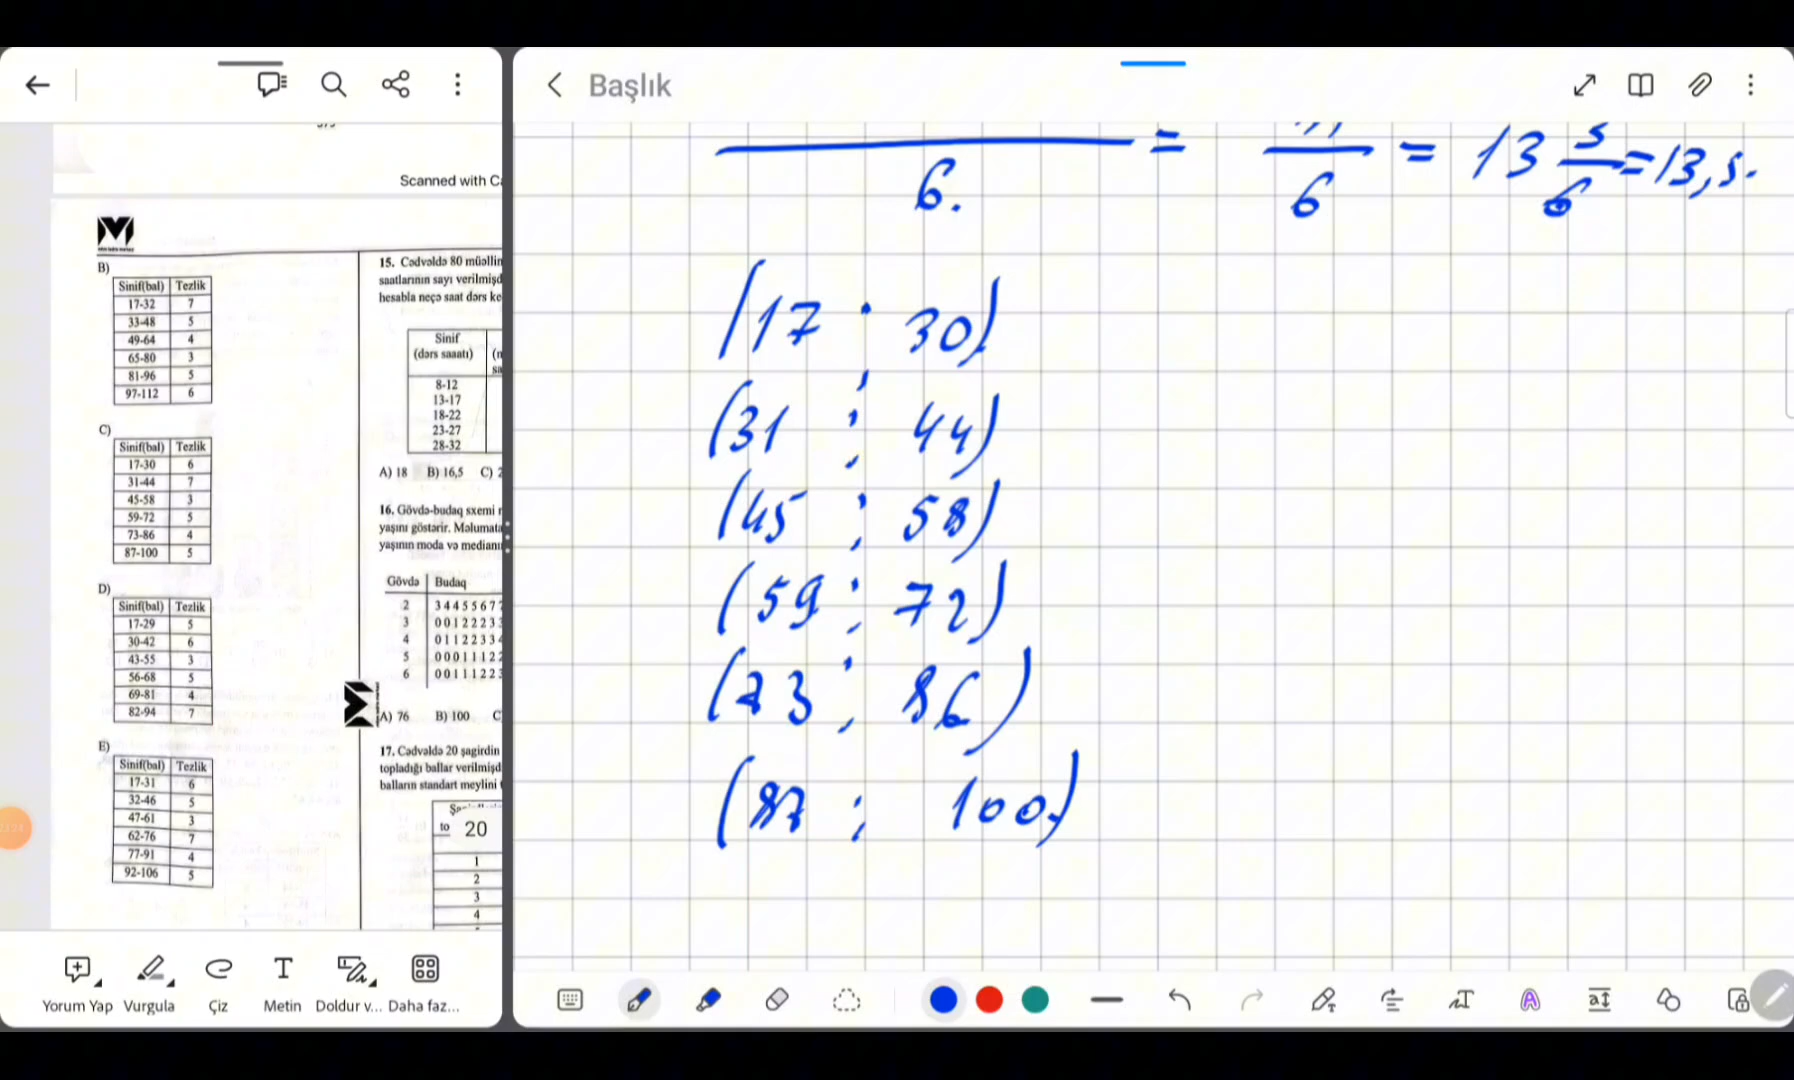 Başlık
Scanned with C
B)
Sinif(bal) Tezlik
17-32 7
33-48 5
49-64 4
65-80 3
81-96 5
97-112 6
C)
Sinif(bal) Tezlik
17-30 6
31-44 7
45-58 3
59-72 5
73-86 4
87-100 5
D)
Sinif(bal) Tezlik
17-29 5
30-42 6
43-55 3
56-68 5
69-81 4
82-94 7
E)
Sinif(bal) Tezlik
17-31 6
32-46 5
47-61 3
62-76 7
77-91 4
92-106 5
15. Cədvəldə 80 müəllin
saatlarının sayı verilmişd
hesabla neçə saat dərs ke
Sinif
(dərs saaatı)
8-12
13-17
18-22
23-27
28-32
A) 18 B) 16,5 C) 2
16. Gövdə-budaq sxemi
yaşını göstərir. Məlumata
yaşının moda və medianı
Gövdə Budaq
2 3 4 4 5 5 6 7
3 0 0 1 2 2 2 3
4 0 1 1 2 2 3 3
5 0 0 0 1 1 1 2
6 0 0 1 1 1 2 2
A) 76 B) 100 C
17. Cədvəldə 20 şagirdin
topladığı ballar verilmişd
balların standart meylini
to 20
1
2
3
4
= = 13 5/6 = 13,5.
6. 6
(17 ; 30)
(31 ; 44)
(45 ; 58)
(59 ; 72)
(73 ; 86)
(87 ; 100)
Yorum Yap Vurgula Çiz Metin Doldur v... Daha faz...